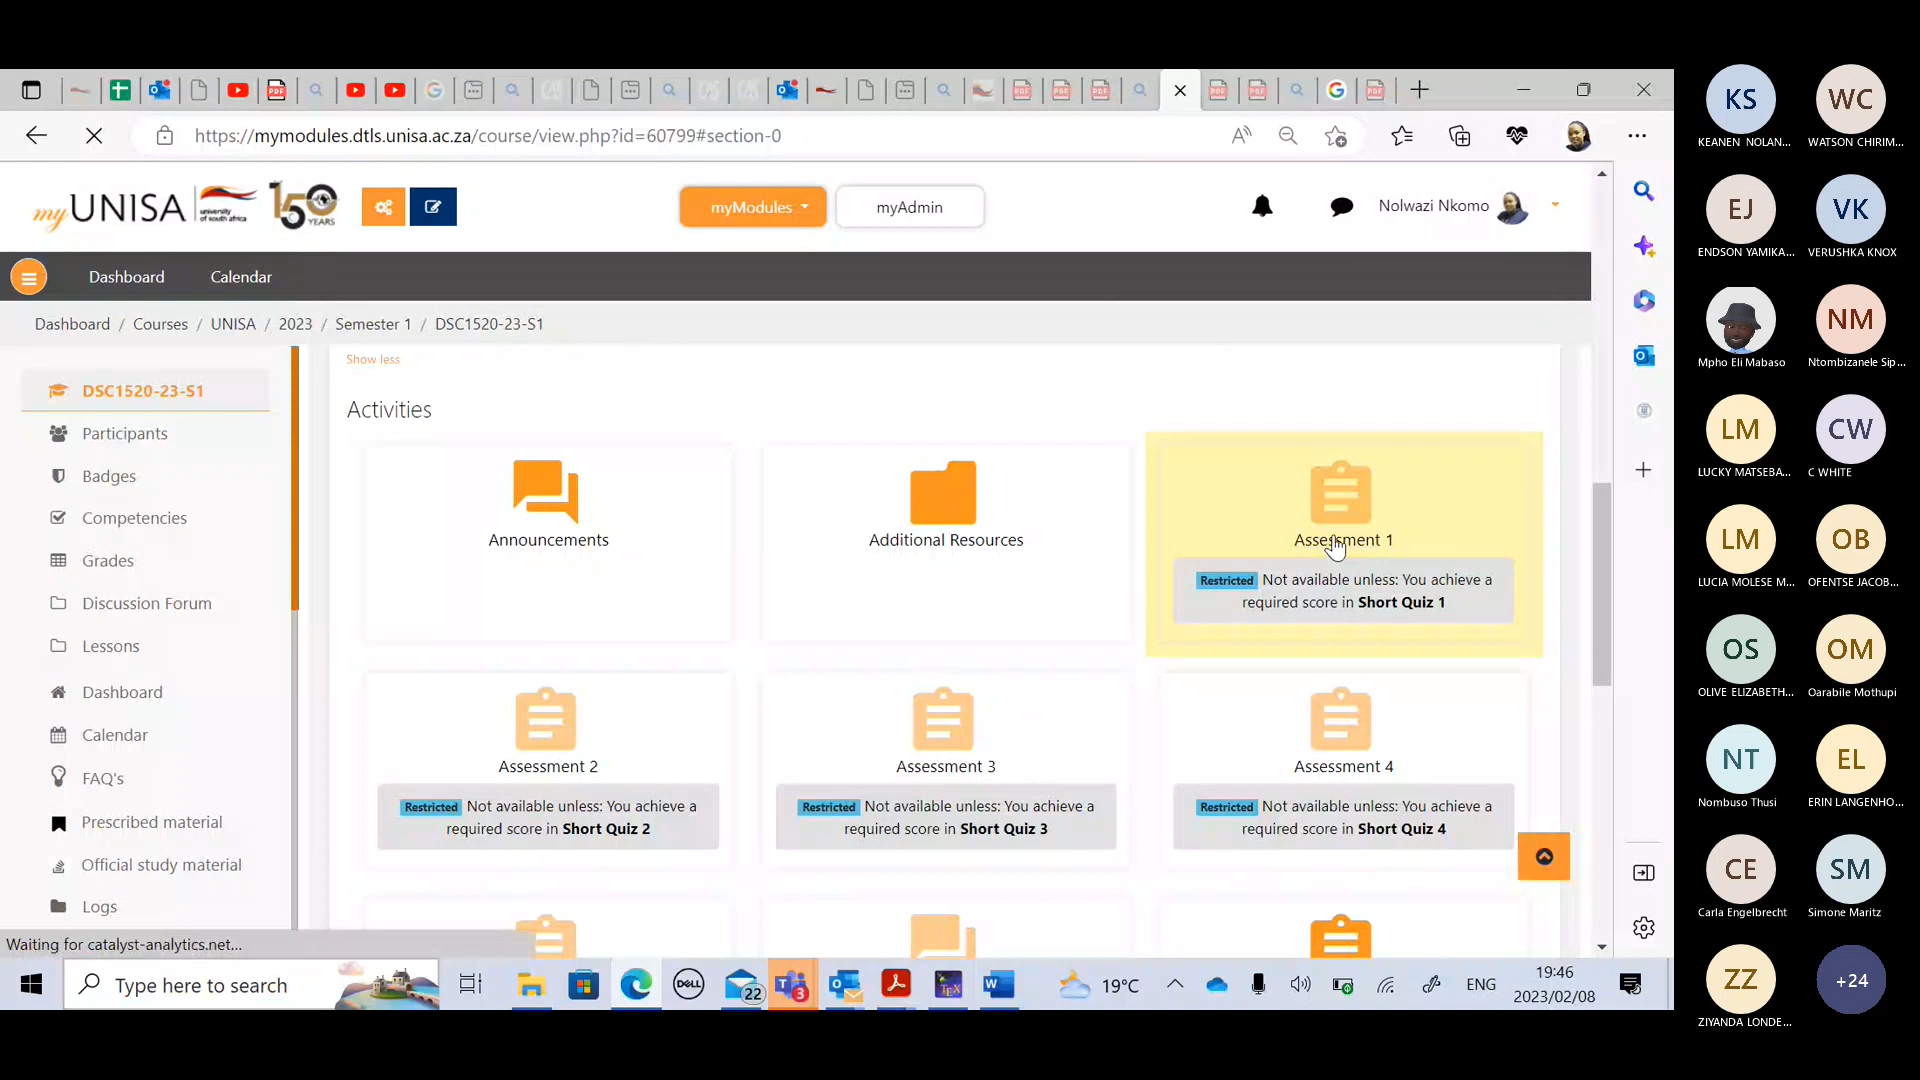 https://mymodules.dtls.unisa.ac.za/course/view.php?id=60799#section-0
myUNISA university of south africa 150 YEARS
myModules
myAdmin
Nolwazi Nkomo
Dashboard
Calendar
Dashboard / Courses / UNISA / 2023 / Semester 1 / DSC1520-23-S1
DSC1520-23-S1
Participants
Badges
Competencies
Grades
Discussion Forum
Lessons
Dashboard
Calendar
FAQ's
Prescribed material
Official study material
Logs
Waiting for catalyst-analytics.net...
Show less
Activities
Announcements
Additional Resources
Assessment 1
Restricted Not available unless: You achieve a
required score in Short Quiz 1
Assessment 2
Restricted Not available unless: You achieve a
required score in Short Quiz 2
Assessment 3
Restricted Not available unless: You achieve a
required score in Short Quiz 3
Assessment 4
Restricted Not available unless: You achieve a
required score in Short Quiz 4
Type here to search
DELL
22
3
TEX
19°C
ENG
19:46
2023/02/08
KS
KEANEN NOLAN...
WC
WATSON CHIRIM...
EJ
ENDSON YAMIKA...
VK
VERUSHKA KNOX
Mpho Eli Mabaso
NM
Ntombizanele Sip...
LM
LUCKY MATSEBA...
CW
C WHITE
LM
LUCIA MOLESE M...
OB
OFENTSE JACOB...
OS
OLIVE ELIZABETH...
OM
Oarabile Mothupi
NT
Nombuso Thusi
EL
ERIN LANGENHO...
CE
Carla Engelbrecht
SM
Simone Maritz
ZZ
ZIYANDA LONDE...
+24